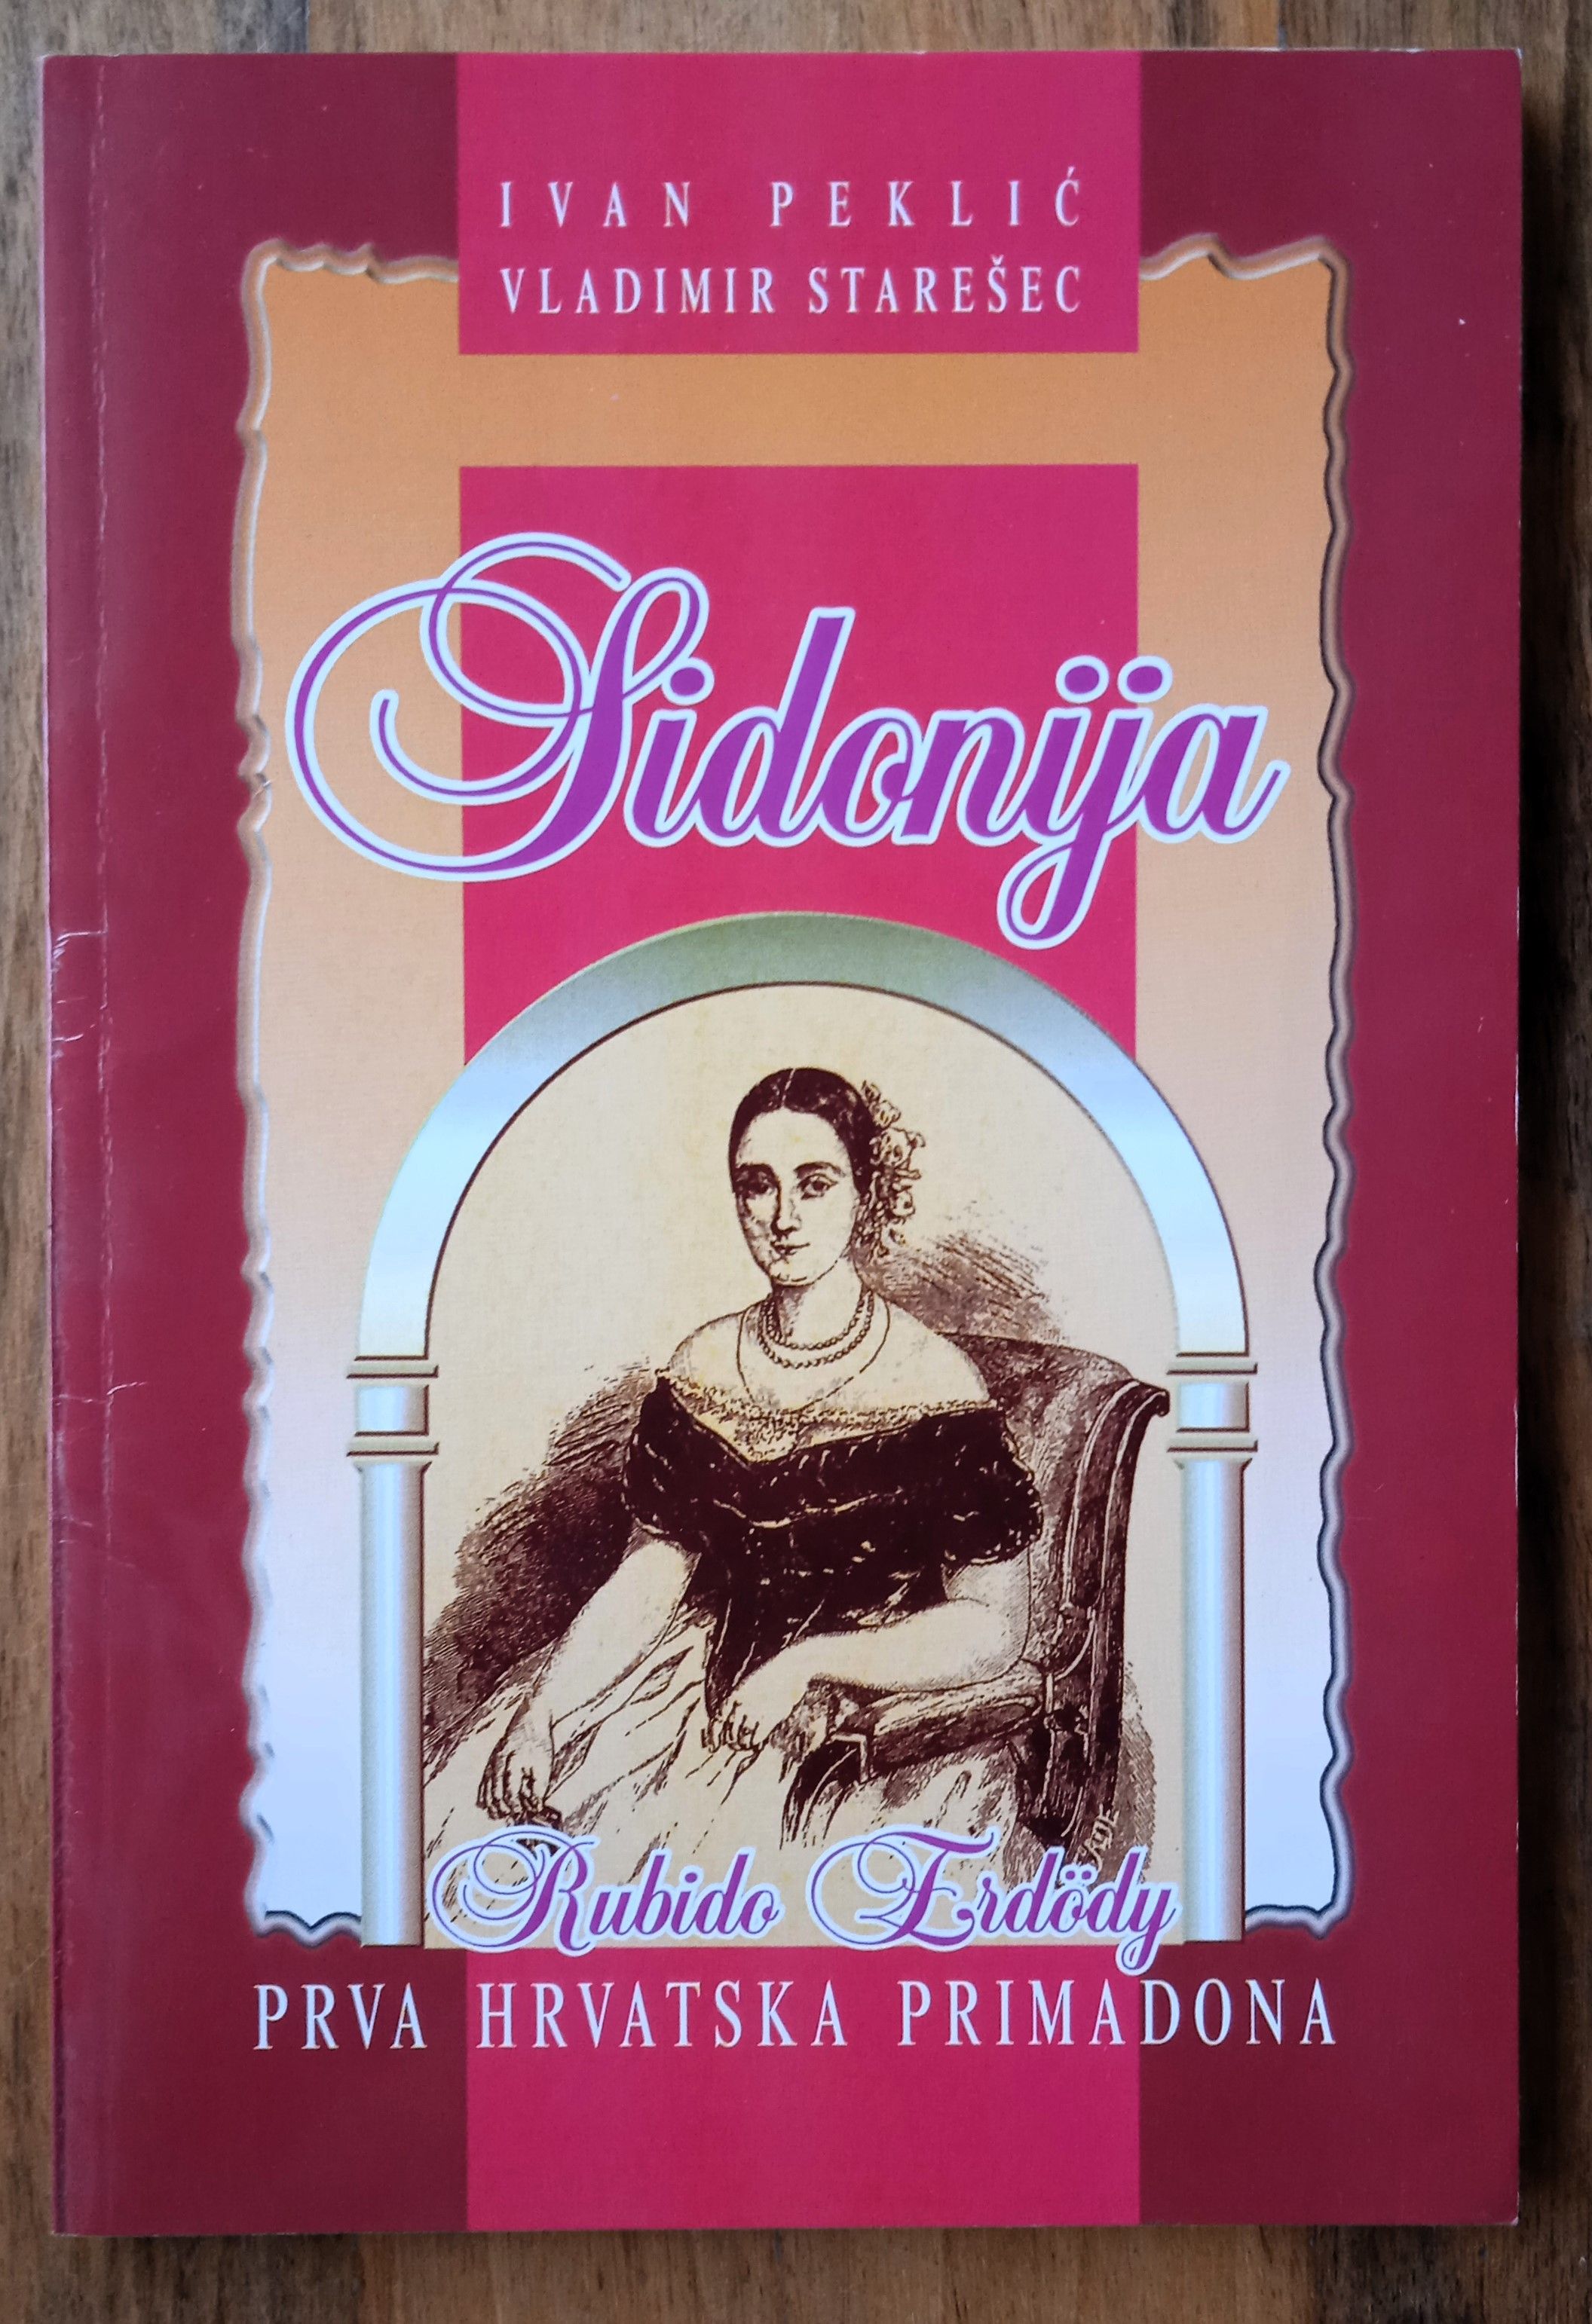 IVAN PEKLIĆ
VLADIMIR STAREŠEC
Sidonija
Rubido Erdödy
PRVA HRVATSKA PRIMADONA